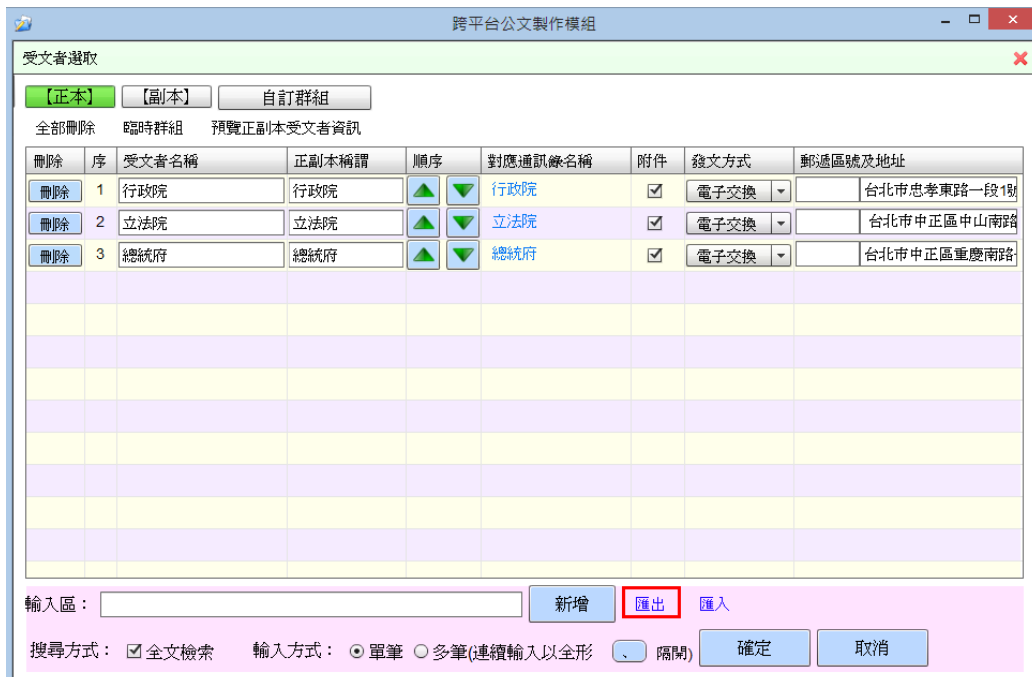 跨平台公文製作模組
受文者選取
【正本】 【副本】 自訂群組
全部刪除 臨時群組 預覽正副本受文者資訊
刪除 序 受文者名稱 正副本稱謂 順序 對應通訊錄名稱 附件 發文方式 郵遞區號及地址
刪除 1 行政院 行政院 行政院 電子交換 台北市忠孝東路一段1號
刪除 2 立法院 立法院 立法院 電子交換 台北市中正區中山南路
刪除 3 總統府 總統府 總統府 電子交換 台北市中正區重慶南路
輸入區： 新增 匯出 匯入
搜尋方式： 全文檢索 輸入方式： 單筆 多筆(連續輸入以全形 、 隔開) 確定 取消